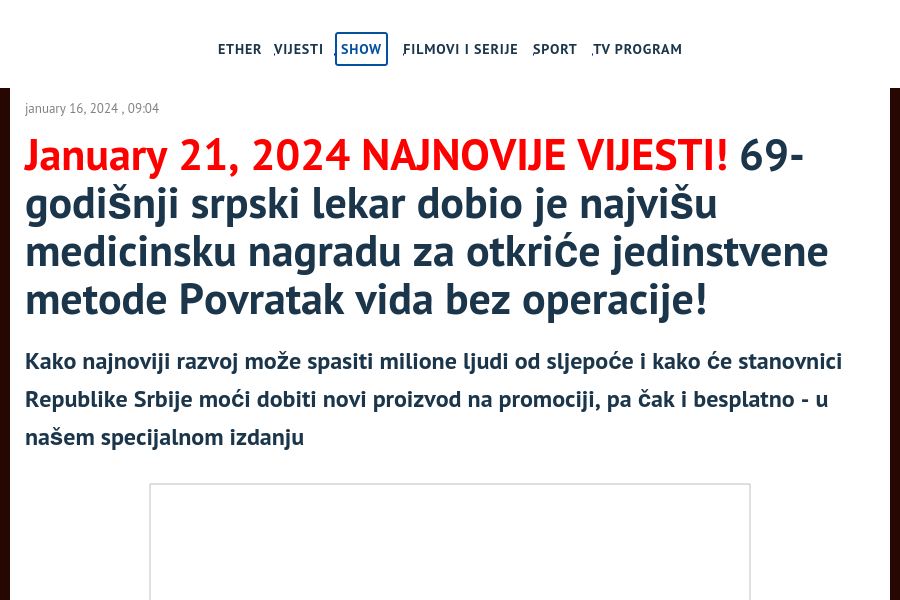 ETHER VIJESTI SHOW FILMOVI I SERIJE SPORT TV PROGRAM
january 16, 2024 , 09:04
January 21, 2024 NAJNOVIJE VIJESTI! 69-
godišnji srpski lekar dobio je najvišu
medicinsku nagradu za otkriće jedinstvene
metode Povratak vida bez operacije!
Kako najnoviji razvoj može spasiti milione ljudi od sljepoće i kako će stanovnici
Republike Srbije moći dobiti novi proizvod na promociji, pa čak i besplatno - u
našem specijalnom izdanju